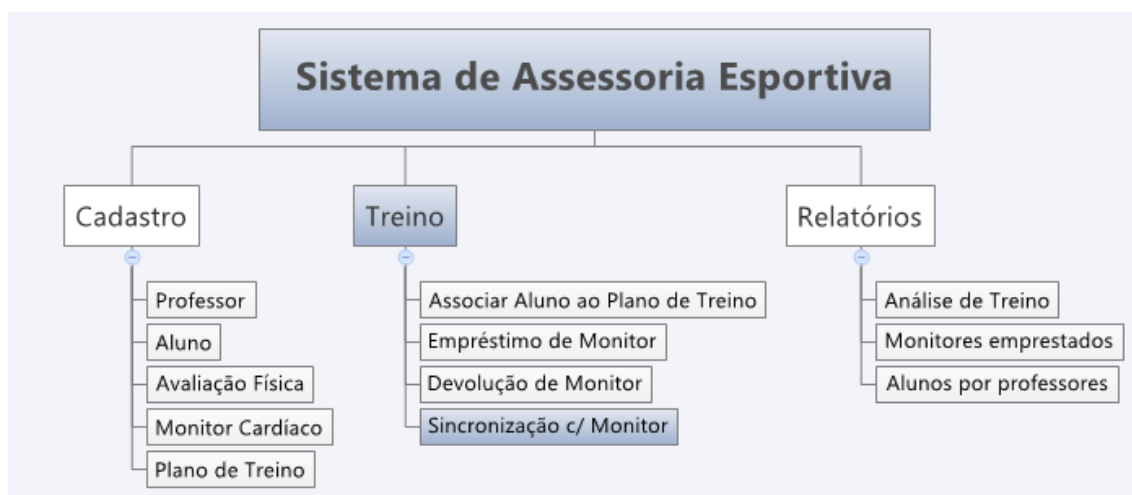 Sistema de Assessoria Esportiva
Cadastro
Professor
Aluno
Avaliação Física
Monitor Cardíaco
Plano de Treino
Treino
Associar Aluno ao Plano de Treino
Empréstimo de Monitor
Devolução de Monitor
Sincronização c/ Monitor
Relatórios
Análise de Treino
Monitores emprestados
Alunos por professores